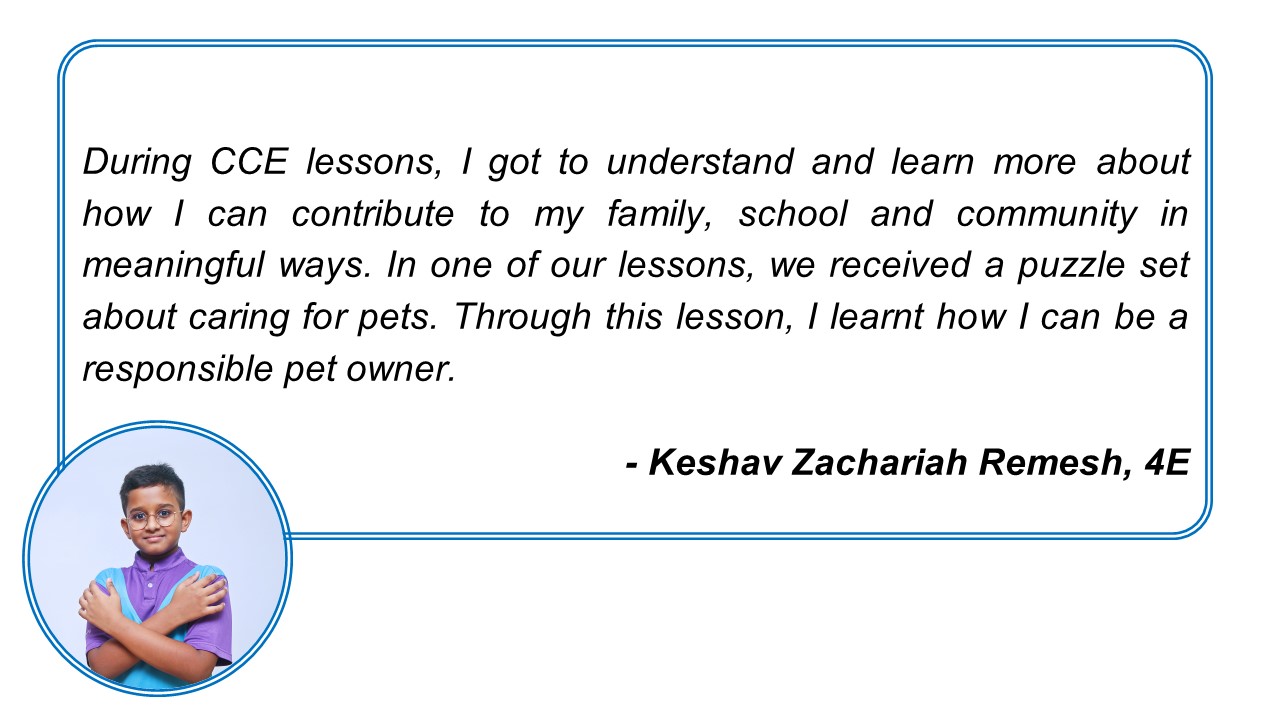 During CCE lessons, I got to understand and learn more about
how I can contribute to my family, school and community in
meaningful ways. In one of our lessons, we received a puzzle set
about caring for pets. Through this lesson, I learnt how I can be a
responsible pet owner.
- Keshav Zachariah Remesh, 4E